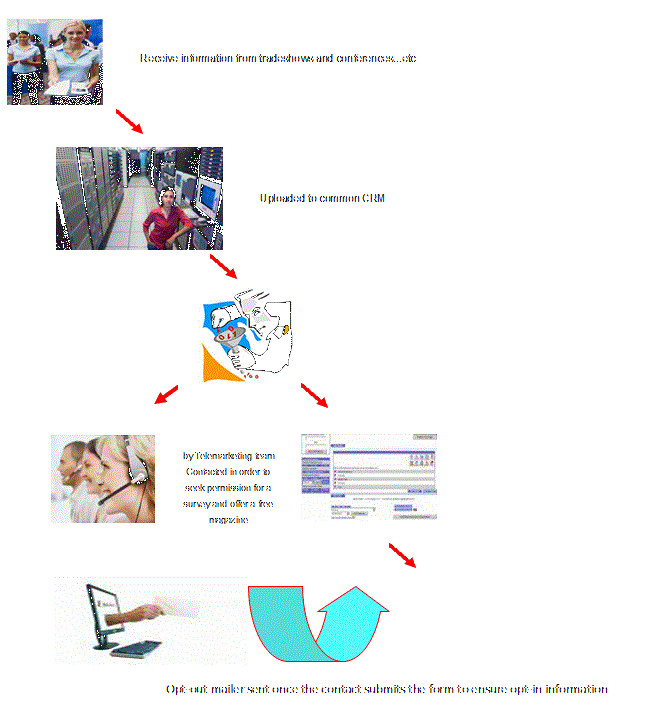 Receive information from tradeshows and conferences...etc
Uploaded to common CRM
by Telemarketing team
Contacted in order to
seek permission for a
survey and offer a free
magazine
Opt-out mailer sent once the contact submits the form to ensure opt-in information